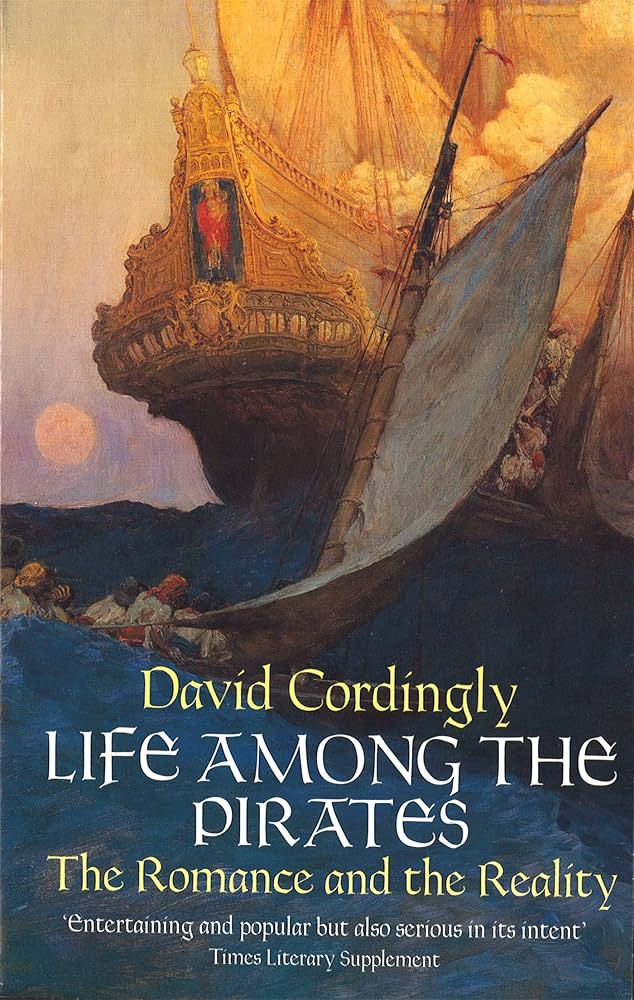 David Cordingly
LIFE AMONG THE
PIRATES
The Romance and the Reality
‘Entertaining and popular but also serious in its intent’
Times Literary Supplement